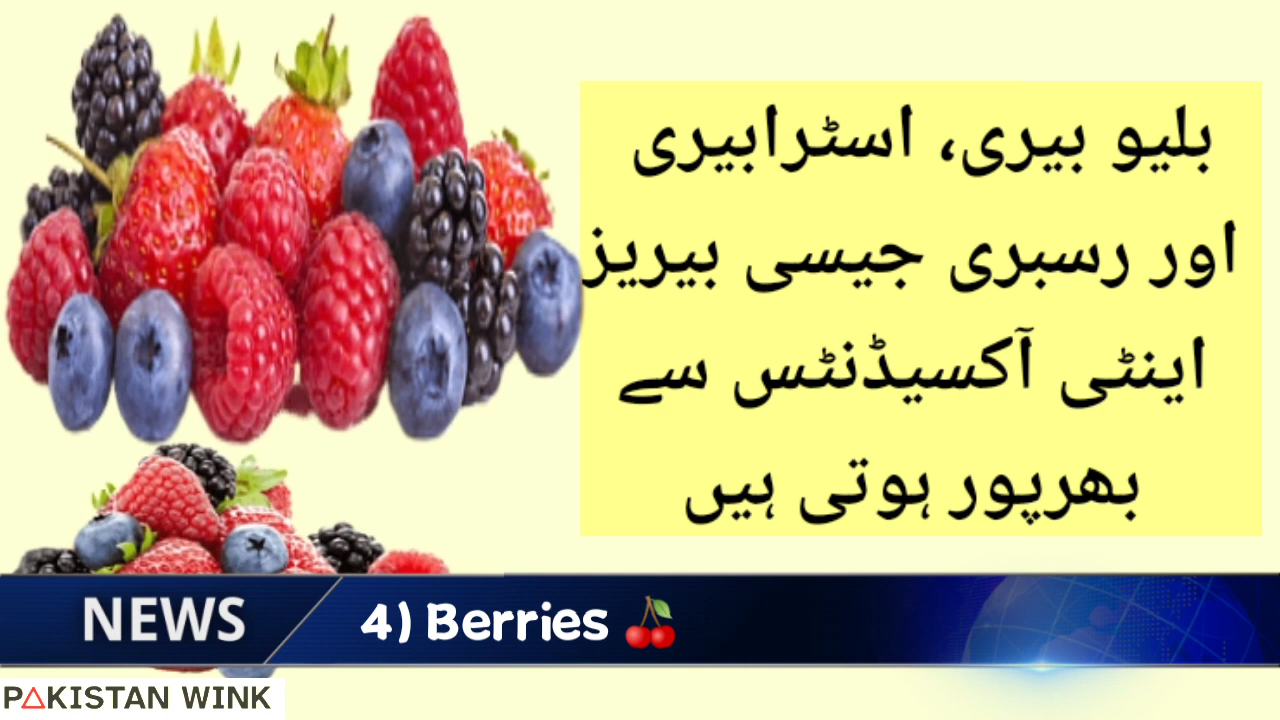 بلیو بیری، اسٹرابیری
اور رسبری جیسی بیریز
اینٹی آکسیڈنٹس سے
بھرپور ہوتی ہیں
NEWS
4) Berries 🍒
PAKISTAN WINK